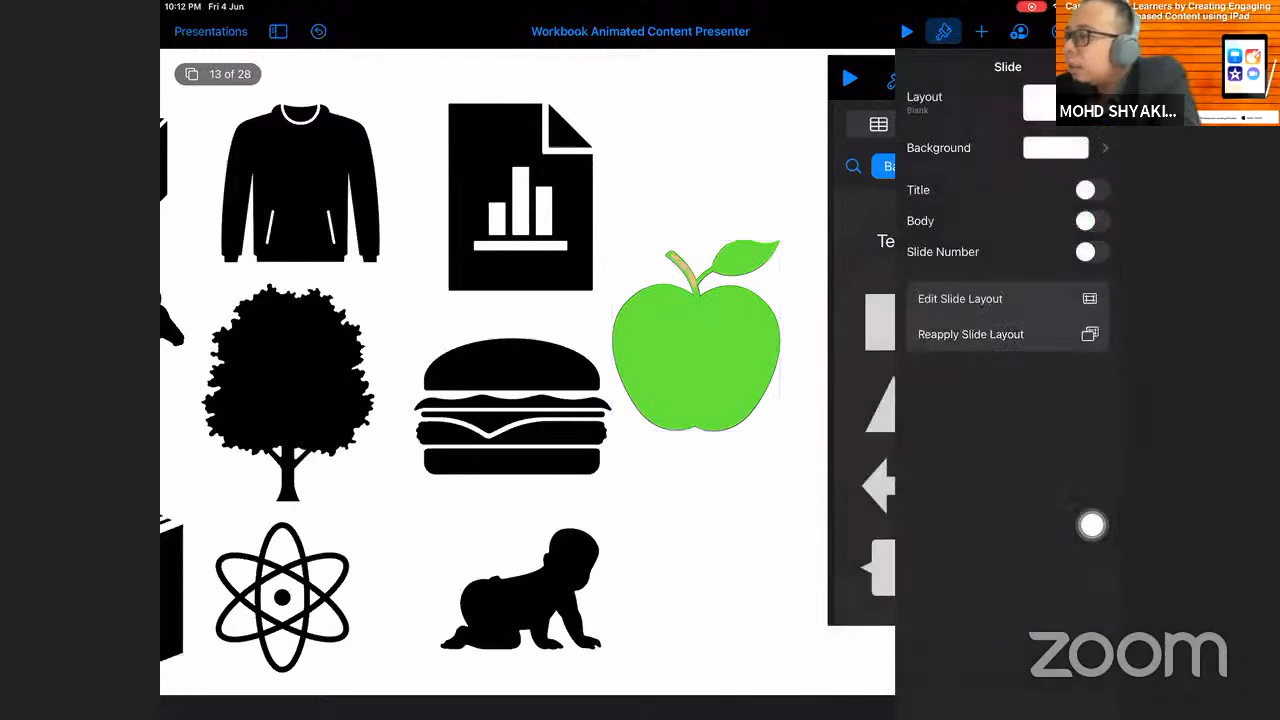 10:12 PM Fri 4 Jun
Presentations
Workbook Animated Content Presenter
13 of 28
Te
Slide
Layout
Blank
Background
Title
Body
Slide Number
Edit Slide Layout
Reapply Slide Layout
Learners by Creating Engaging
based Content using iPad
MOHD SHYAKI...
zoom